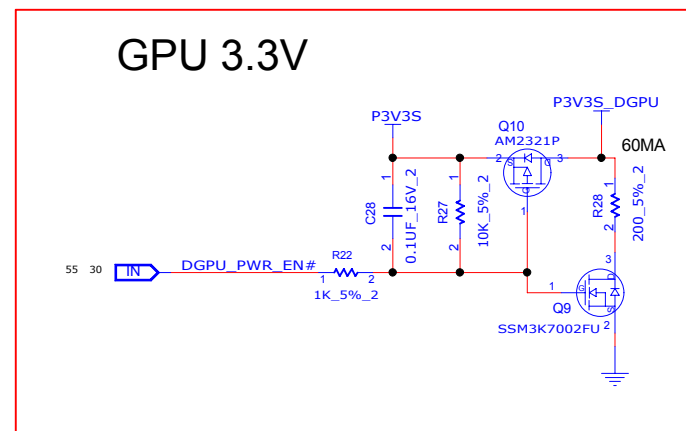 GPU 3.3V
P3V3S
P3V3S_DGPU
Q10
AM2321P
60MA
2 S D 3
G
1
1
C28
2
0.1UF_16V_2
1
R27
2
10K_5%_2
1
R28
2
200_5%_2
55 30 IN DGPU_PWR_EN# R22
1 2
1K_5%_2
3
D
1 G
S
Q9
2
SSM3K7002FU